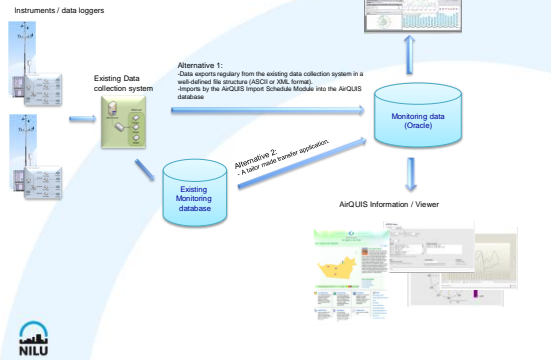 Instruments / data loggers
Existing Data
collection system
Alternative 1:
-Data exports regulary from the existing data collection system in a
well-defined file structure (ASCII or XML format).
-Imports by the AirQUIS Import Schedule Module into the AirQUIS
database
Monitoring data
(Oracle)
Alternative 2:
- A tailor made transfer application.
Existing
Monitoring
database
AirQUIS Information / Viewer
NILU